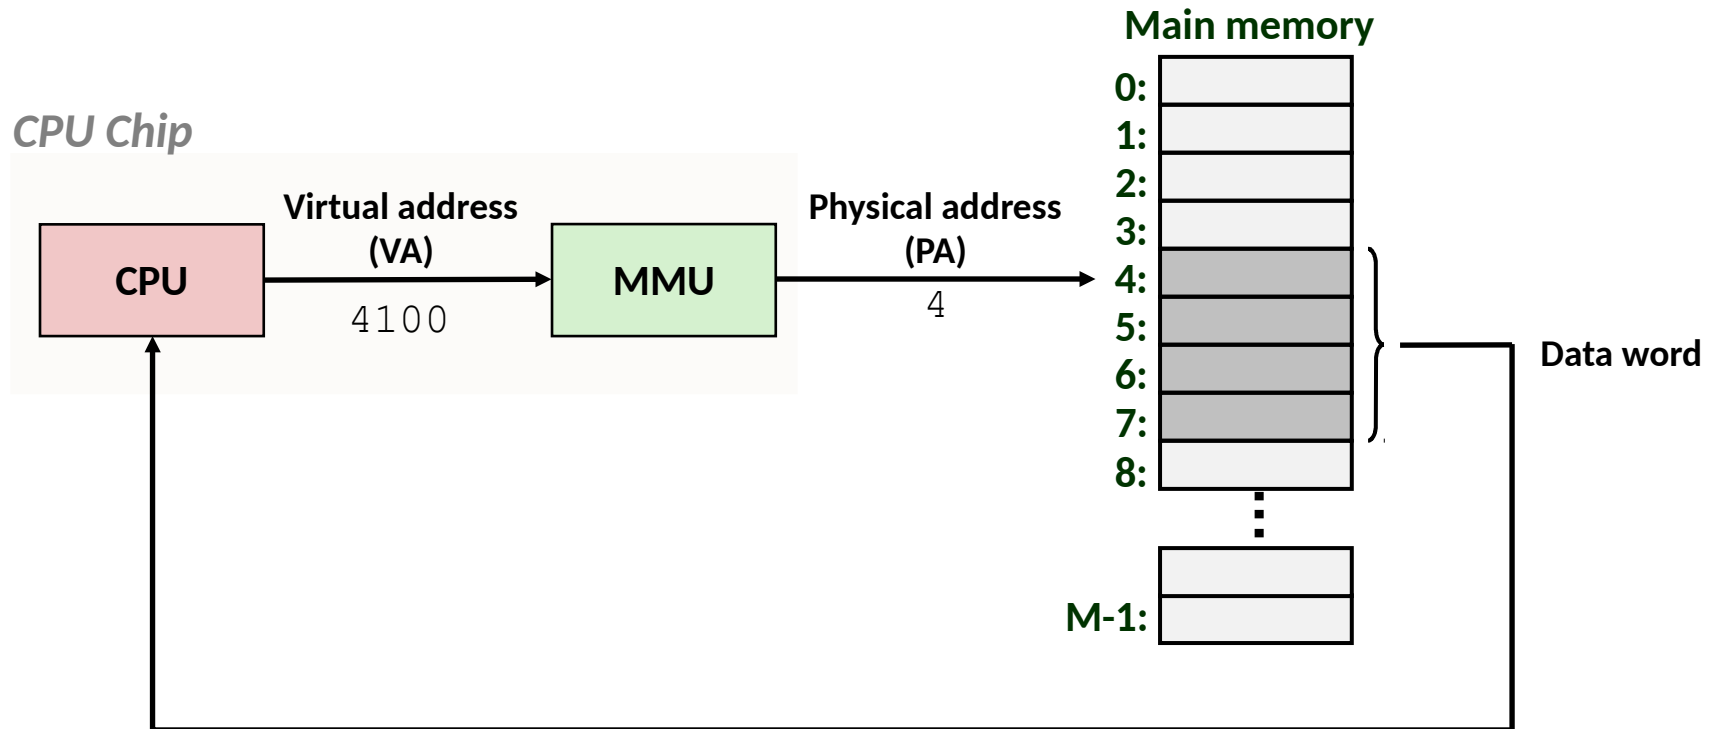 Main memory
CPU Chip
Virtual address
(VA)
Physical address
(PA)
CPU
MMU
4100
4
0:
1:
2:
3:
4:
5:
6:
7:
8:
M-1:
Data word